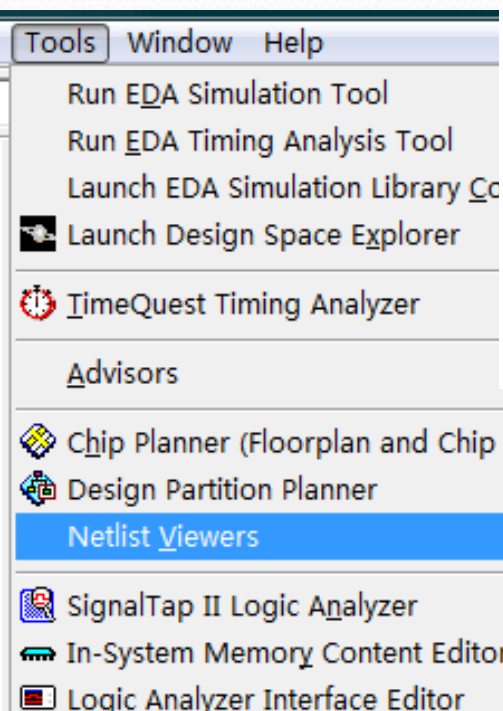 Tools Window Help
Run EDA Simulation Tool
Run EDA Timing Analysis Tool
Launch EDA Simulation Library Co
Launch Design Space Explorer
TimeQuest Timing Analyzer
Advisors
Chip Planner (Floorplan and Chip
Design Partition Planner
Netlist Viewers
SignalTap II Logic Analyzer
In-System Memory Content Editor
Logic Analyzer Interface Editor